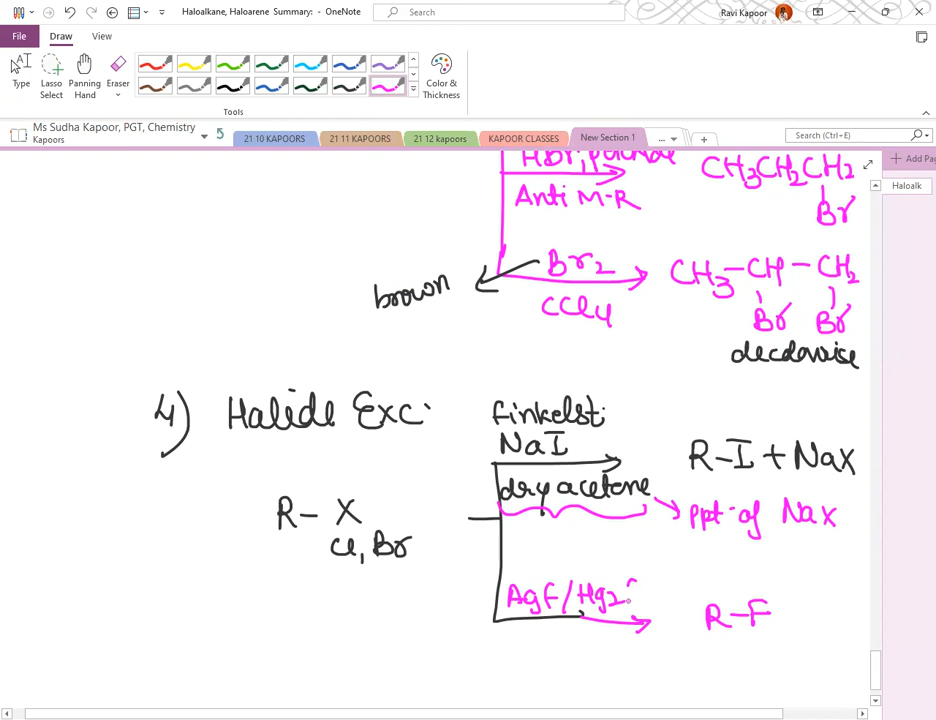 Haloalkane, Haloarene Summary: - OneNote
Search
Ravi Kapoor
File
Draw
View
Type
Lasso Select
Panning Hand
Eraser
Color & Thickness
Tools
Ms Sudha Kapoor, PGT, Chemistry
Kapoors
21 10 KAPOORS
21 11 KAPOORS
21 12 kapoors
KAPOOR CLASSES
New Section 1
...
Search (Ctrl+E)
Add Pag
Haloalk
HBr,
CH3CH2CH2
Anti M-R
Br
brown
Br2
CCl4
CH3-CH-CH2
Br Br
4) Halide Exc:
finkelst:
NaI
R-I + NaX
dry acetone
R-X
ppt. of NaX
Cl, Br
AgF/Hg2
R-F